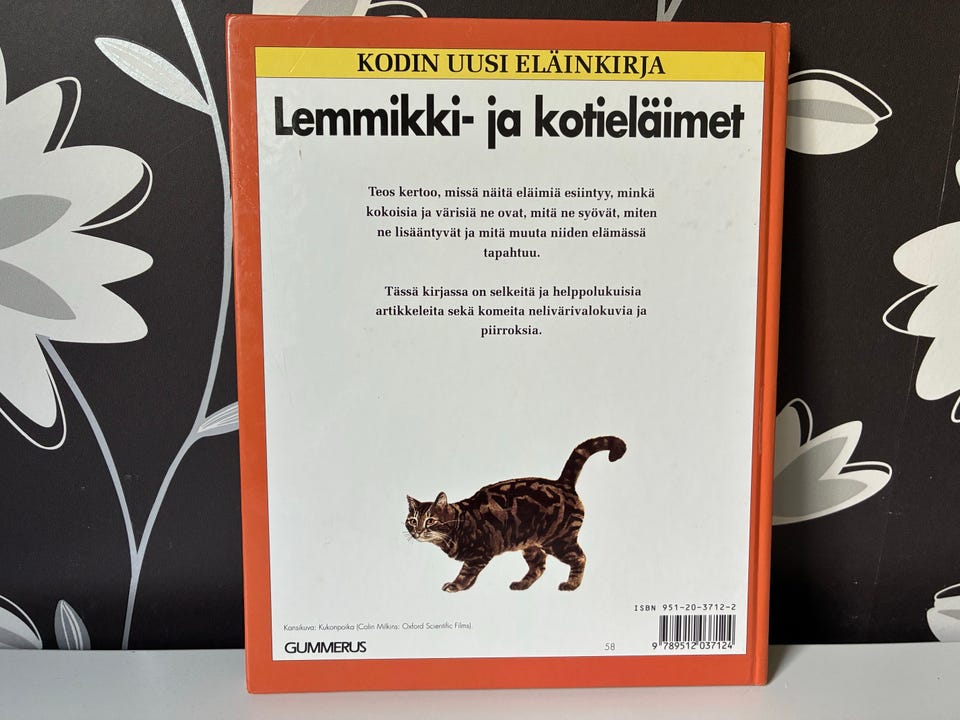 KODIN UUSI ELÄINKIRJA
Lemmikki- ja kotieläimet
Teos kertoo, missä näitä eläimiä esiintyy, minkä
kokoisia ja värisiä ne ovat, mitä ne syövät, miten
ne lisääntyvät ja mitä muuta niiden elämässä
tapahtuu.
Tässä kirjassa on selkeitä ja helppolukuisia
artikkeleita sekä komeita nelivärivalokuvia ja
piirroksia.
ISBN 951-20-3712-2
Kansikuva: Kukonpoika (Colin Milkins: Oxford Scientific Films).
GUMMERUS
58
9 789512 037124